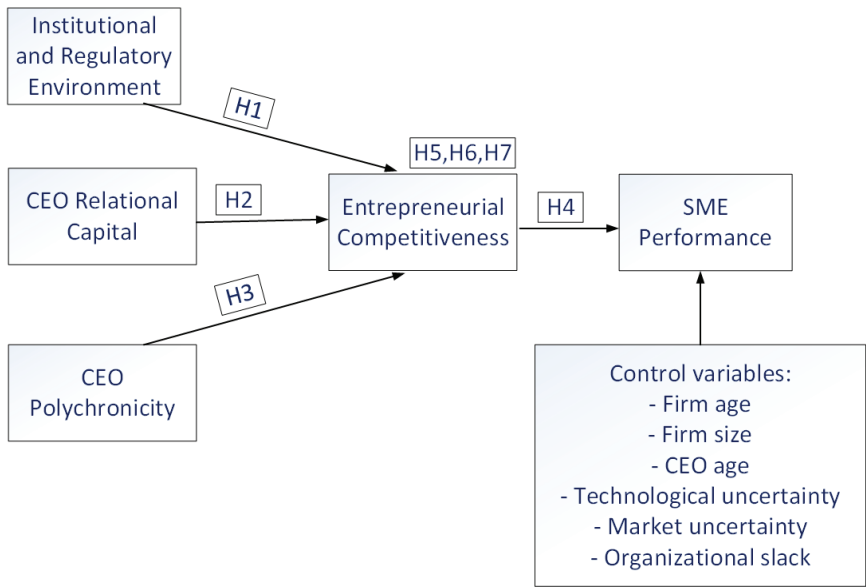 Institutional
and Regulatory
Environment
H1
H5,H6,H7
CEO Relational
Capital
H2
Entrepreneurial
Competitiveness
H4
SME
Performance
H3
CEO
Polychronicity
Control variables:
- Firm age
- Firm size
- CEO age
- Technological uncertainty
- Market uncertainty
- Organizational slack